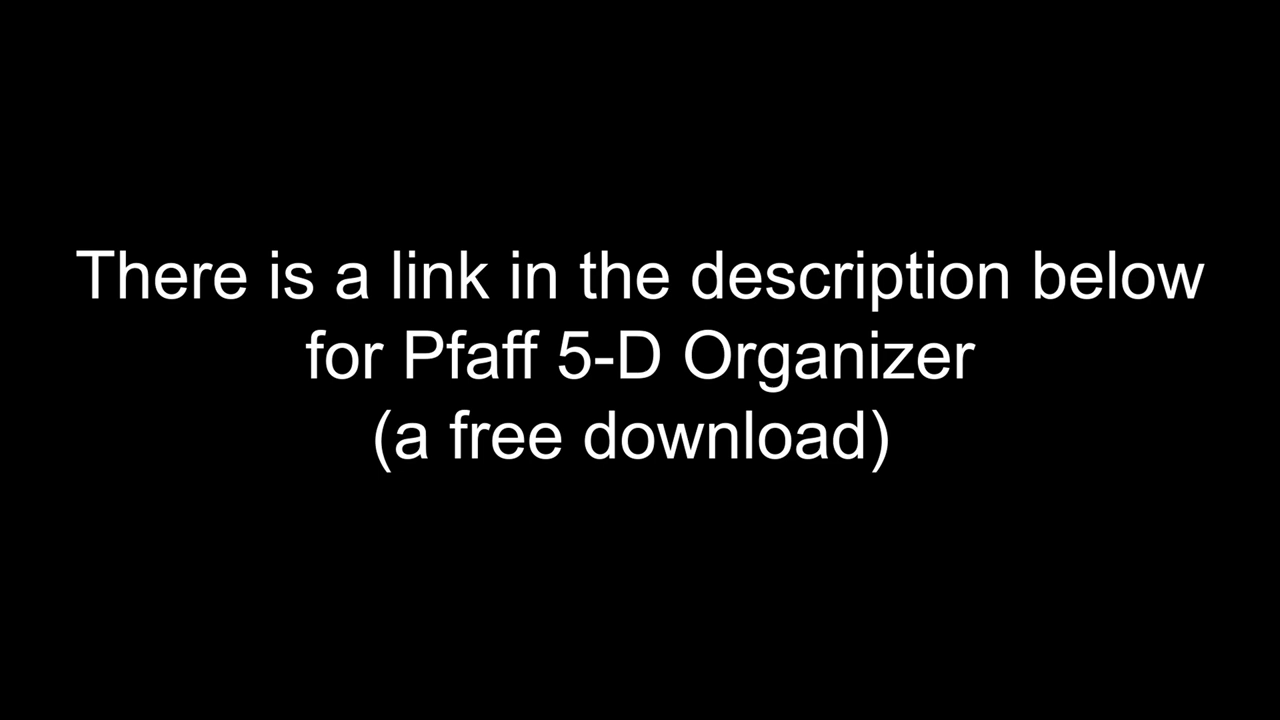 There is a link in the description below
for Pfaff 5-D Organizer
(a free download)